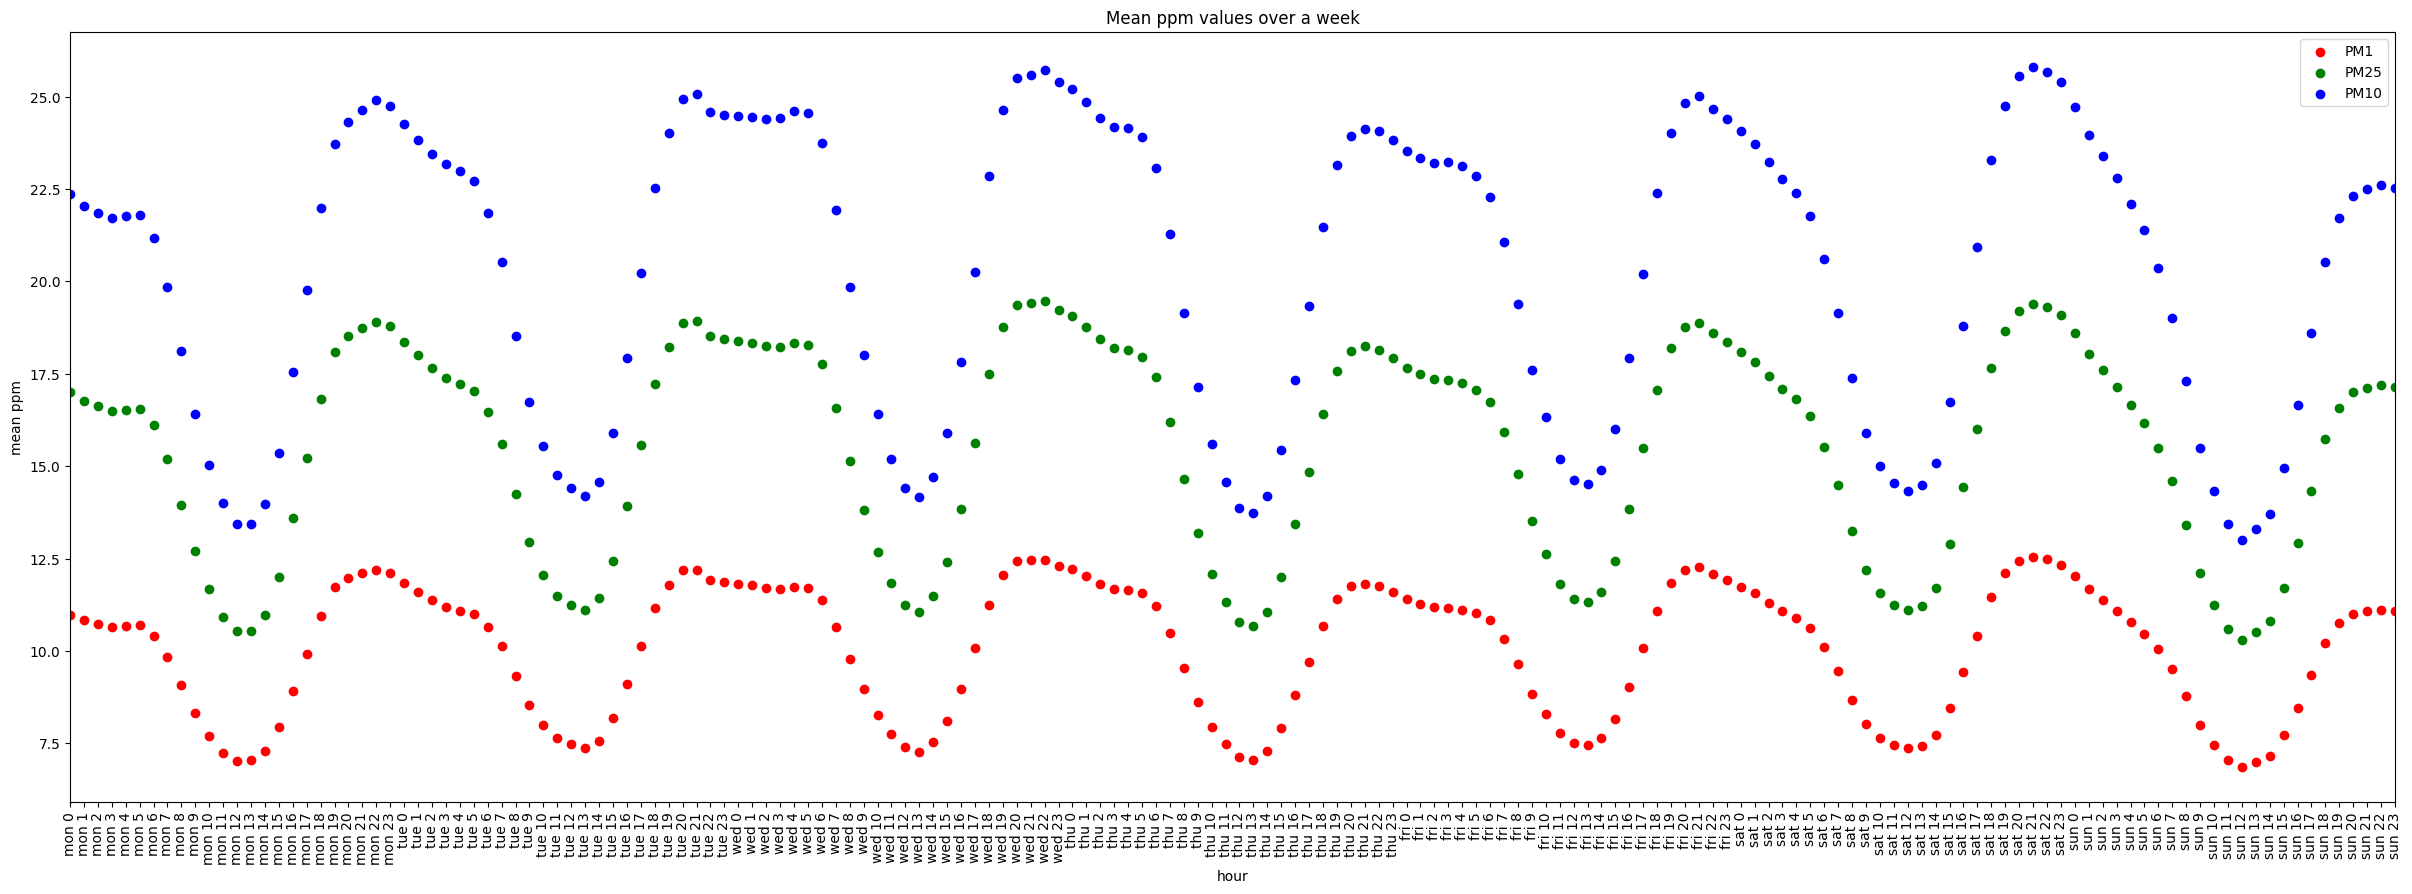 Mean ppm values over a week
PM1
PM25
PM10
mean ppm
25.0
22.5
20.0
17.5
15.0
12.5
10.0
7.5
mon 0
mon 1
mon 2
mon 3
mon 4
mon 5
mon 6
mon 7
mon 8
mon 9
mon 10
mon 11
mon 12
mon 13
mon 14
mon 15
mon 16
mon 17
mon 18
mon 19
mon 20
mon 21
mon 22
mon 23
tue 0
tue 1
tue 2
tue 3
tue 4
tue 5
tue 6
tue 7
tue 8
tue 9
tue 10
tue 11
tue 12
tue 13
tue 14
tue 15
tue 16
tue 17
tue 18
tue 19
tue 20
tue 21
tue 22
tue 23
wed 0
wed 1
wed 2
wed 3
wed 4
wed 5
wed 6
wed 7
wed 8
wed 9
wed 10
wed 11
wed 12
wed 13
wed 14
wed 15
wed 16
wed 17
wed 18
wed 19
wed 20
wed 21
wed 22
wed 23
thu 0
thu 1
thu 2
thu 3
thu 4
thu 5
thu 6
thu 7
thu 8
thu 9
thu 10
thu 11
thu 12
thu 13
thu 14
thu 15
thu 16
thu 17
thu 18
thu 19
thu 20
thu 21
thu 22
thu 23
fri 0
fri 1
fri 2
fri 3
fri 4
fri 5
fri 6
fri 7
fri 8
fri 9
fri 10
fri 11
fri 12
fri 13
fri 14
fri 15
fri 16
fri 17
fri 18
fri 19
fri 20
fri 21
fri 22
fri 23
sat 0
sat 1
sat 2
sat 3
sat 4
sat 5
sat 6
sat 7
sat 8
sat 9
sat 10
sat 11
sat 12
sat 13
sat 14
sat 15
sat 16
sat 17
sat 18
sat 19
sat 20
sat 21
sat 22
sat 23
sun 0
sun 1
sun 2
sun 3
sun 4
sun 5
sun 6
sun 7
sun 8
sun 9
sun 10
sun 11
sun 12
sun 13
sun 14
sun 15
sun 16
sun 17
sun 18
sun 19
sun 20
sun 21
sun 22
sun 23
hour